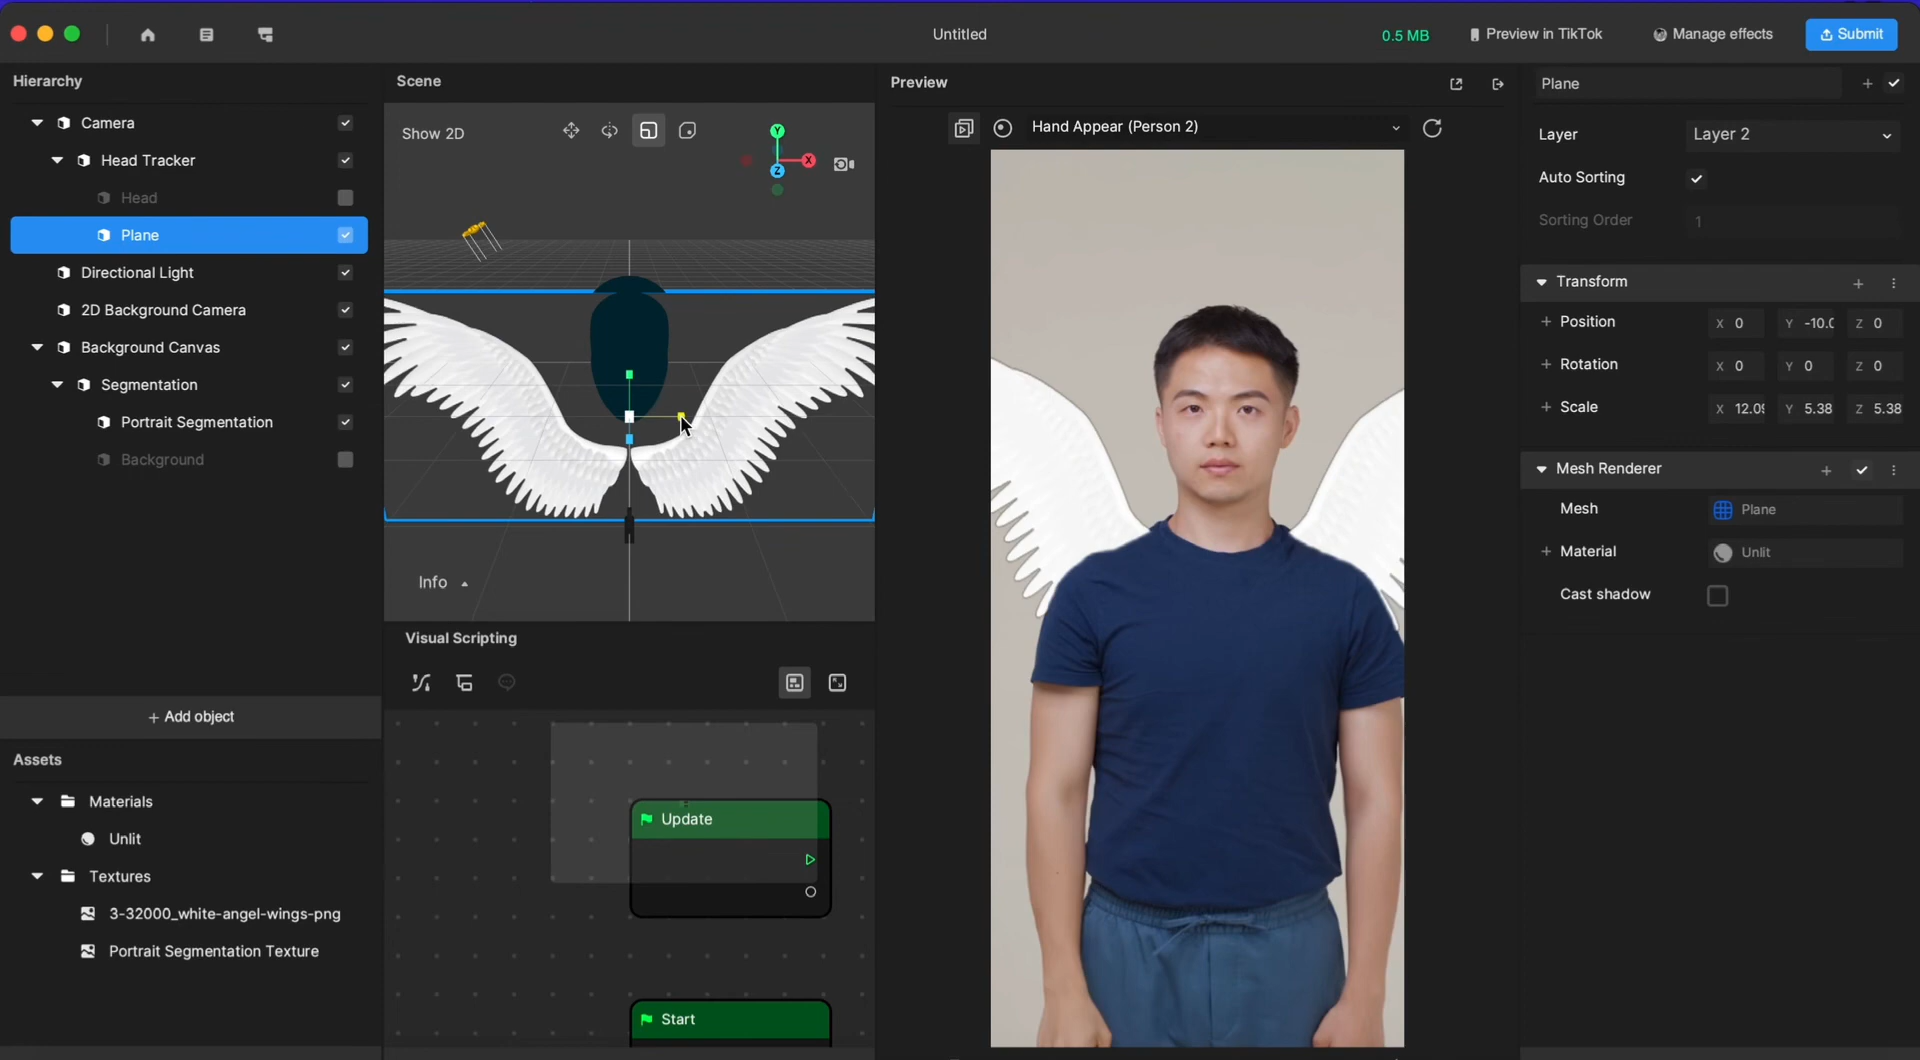 Untitled
0.5 MB
Preview in TikTok
Manage effects
Submit
Hierarchy
Camera
Head Tracker
Head
Plane
Directional Light
2D Background Camera
Background Canvas
Segmentation
Portrait Segmentation
Background
+ Add object
Assets
Materials
Unlit
Textures
3-32000_white-angel-wings-png
Portrait Segmentation Texture
Scene
Show 2D
Y
X
Z
Info
Visual Scripting
Update
Start
Preview
Hand Appear (Person 2)
Plane
Layer
Layer 2
Auto Sorting
Sorting Order
1
Transform
Position X 0 Y -10.0 Z 0
Rotation X 0 Y 0 Z 0
Scale X 12.09 Y 5.38 Z 5.38
Mesh Renderer
Mesh
Plane
Material
Unlit
Cast shadow